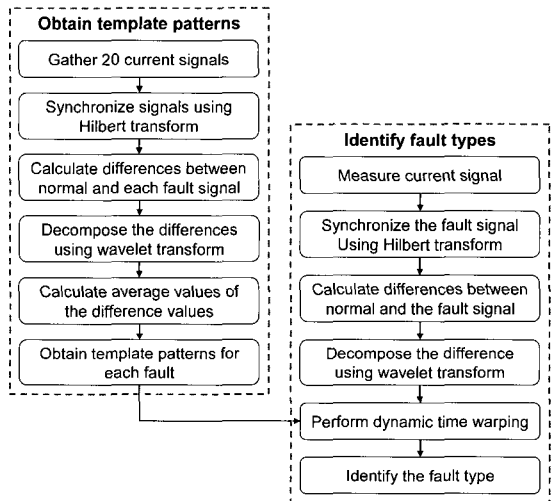 Obtain template patterns
Gather 20 current signals
Synchronize signals using
Hilbert transform
Calculate differences between
normal and each fault signal
Decompose the differences
using wavelet transform
Calculate average values of
the difference values
Obtain template patterns for
each fault
Identify fault types
Measure current signal
Synchronize the fault signal
Using Hilbert transform
Calculate differences between
normal and the fault signal
Decompose the difference
using wavelet transform
Perform dynamic time warping
Identify the fault type